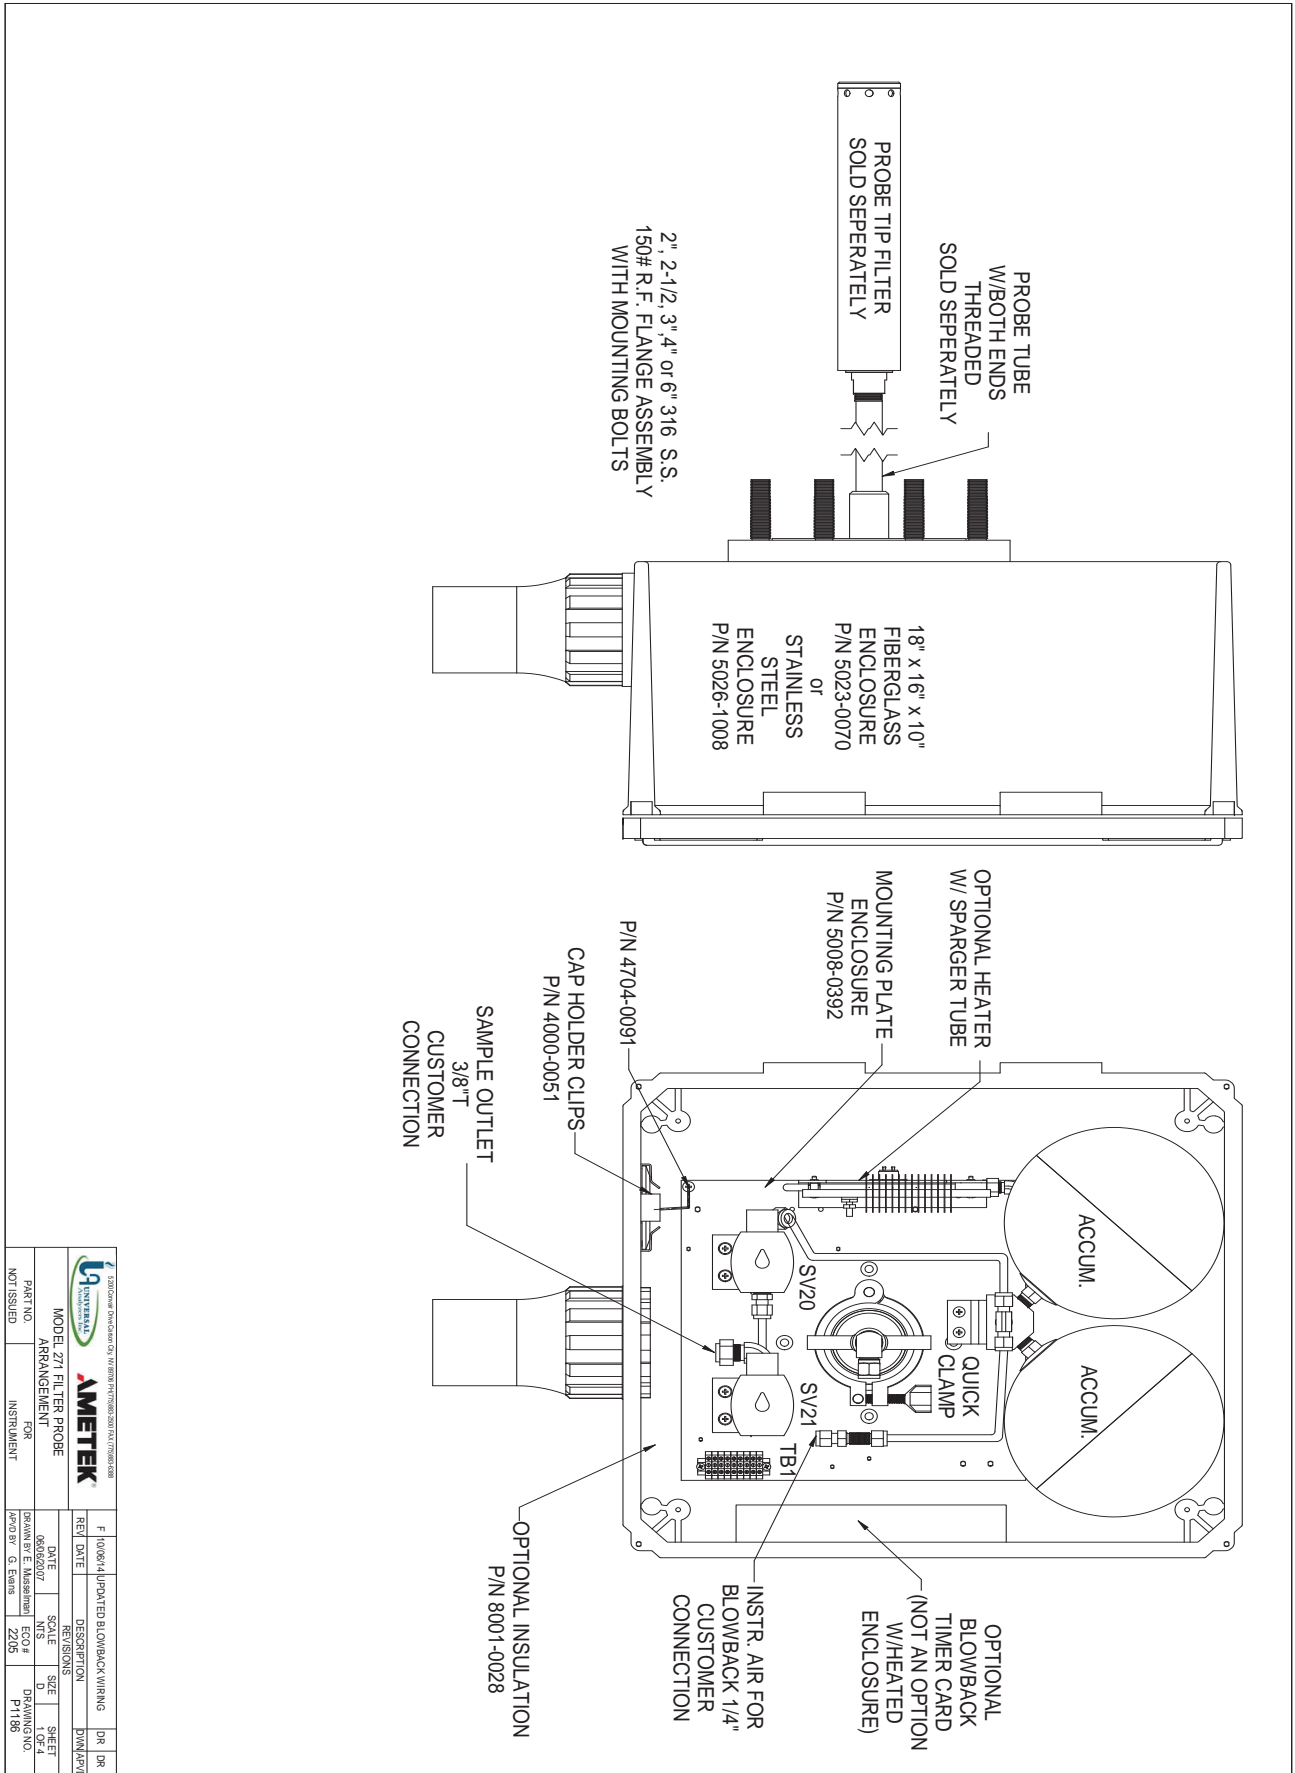 PROBE TIP FILTER
SOLD SEPERATELY
PROBE TUBE
W/BOTH ENDS
THREADED
SOLD SEPERATELY
2", 2-1/2, 3",4" or 6" 316 S.S.
150# R.F. FLANGE ASSEMBLY
WITH MOUNTING BOLTS
18" x 16" x 10"
FIBERGLASS
ENCLOSURE
P/N 5023-0070
or
STAINLESS
STEEL
ENCLOSURE
P/N 5026-1008
OPTIONAL HEATER
W/ SPARGER TUBE
MOUNTING PLATE
ENCLOSURE
P/N 5008-0392
P/N 4704-0091
CAP HOLDER CLIPS
P/N 4000-0051
SAMPLE OUTLET
3/8"T
CUSTOMER
CONNECTION
ACCUM.
ACCUM.
SV20
QUICK
CLAMP
SV21
TB1
OPTIONAL
BLOWBACK
TIMER CARD
(NOT AN OPTION
W/HEATED
ENCLOSURE)
INSTR. AIR FOR
BLOWBACK 1/4"
CUSTOMER
CONNECTION
OPTIONAL INSULATION
P/N 8001-0028
UNIVERSAL
Analyzers Inc.
AMETEK®
MODEL 271 FILTER PROBE
ARRANGEMENT
PART NO.
NOT ISSUED
FOR
INSTRUMENT
F 10/06/14 UPDATED BLOWBACK WIRING DR DR
REV DATE DESCRIPTION DWN APVD
REVISIONS
DATE
06/06/2007
SCALE
NTS
SIZE
D
SHEET
1 OF 4
DRAWN BY E. Musselman
APVD BY G. Evans
ECO #
2205
DRAWING NO.
P1186